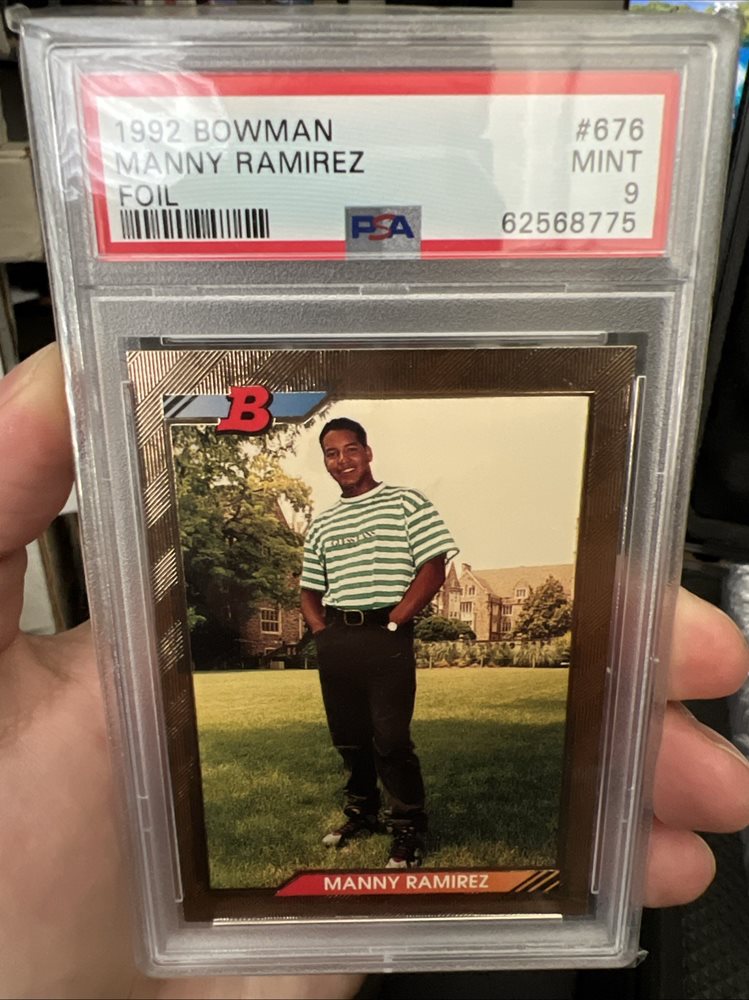 1992 BOWMAN #676
MANNY RAMIREZ MINT
FOIL 9
PSA 62568775
B
MANNY RAMIREZ